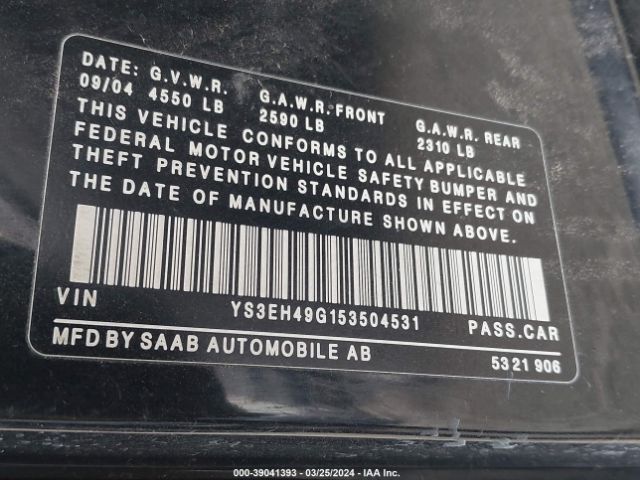 DATE: G.V.W.R. G.A.W.R. FRONT G.A.W.R. REAR
09/04 4550 LB 2590 LB 2310 LB
THIS VEHICLE CONFORMS TO ALL APPLICABLE
FEDERAL MOTOR VEHICLE SAFETY BUMPER AND
THEFT PREVENTION STANDARDS IN EFFECT ON
THE DATE OF MANUFACTURE SHOWN ABOVE.
VIN YS3EH49G153504531 PASS.CAR
MFD BY SAAB AUTOMOBILE AB 5321906
000-39041393 - 03/25/2024 - IAA Inc.